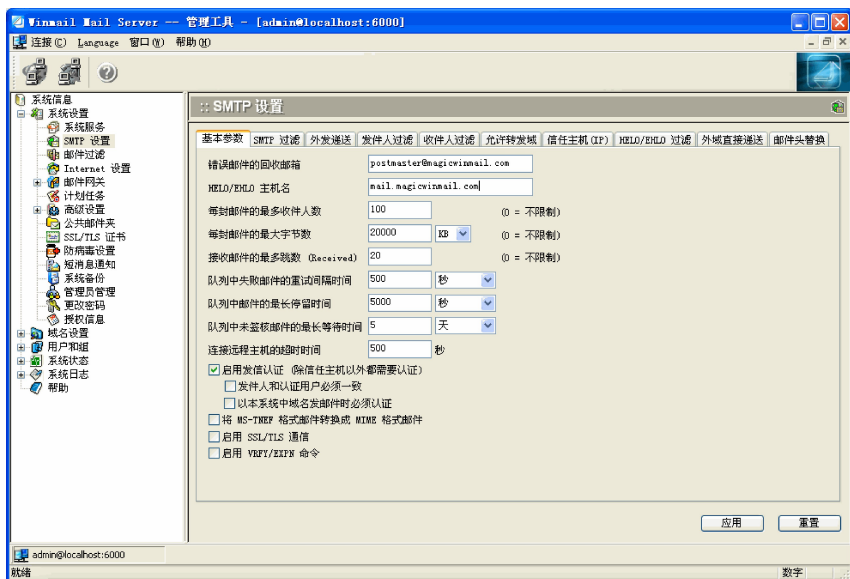 Winmail Mail Server -- 管理工具 - [admin@localhost:6000]
连接(C) Language 窗口(W) 帮助(H)
系统信息
系统设置
系统服务
SMTP 设置
邮件过滤
Internet 设置
邮件网关
计划任务
高级设置
公共邮件夹
SSL/TLS 证书
防病毒设置
短消息通知
系统备份
管理员管理
更改密码
授权信息
域名设置
用户和组
系统状态
系统日志
帮助
:: SMTP 设置
基本参数 SMTP 过滤 外发递送 发件人过滤 收件人过滤 允许转发域 信任主机(IP) HELO/EHLO 过滤 外域直接递送 邮件头替换
错误邮件的回收邮箱 postmaster@magicwinmail.com
HELO/EHLO 主机名 mail.magicwinmail.com
每封邮件的最多收件人数 100 (0 = 不限制)
每封邮件的最大字节数 20000 KB (0 = 不限制)
接收邮件的最多跳数 (Received) 20 (0 = 不限制)
队列中失败邮件的重试间隔时间 500 秒
队列中邮件的最长停留时间 5000 秒
队列中未签核邮件的最长等待时间 5 天
连接远程主机的超时时间 500 秒
启用发信认证 (除信任主机以外都需要认证)
发件人和认证用户必须一致
以本系统中域名发邮件时必须认证
将 MS-TNEF 格式邮件转换成 MIME 格式邮件
启用 SSL/TLS 通信
启用 VRFY/EXPN 命令
应用 重置
admin@localhost:6000
就绪 数字